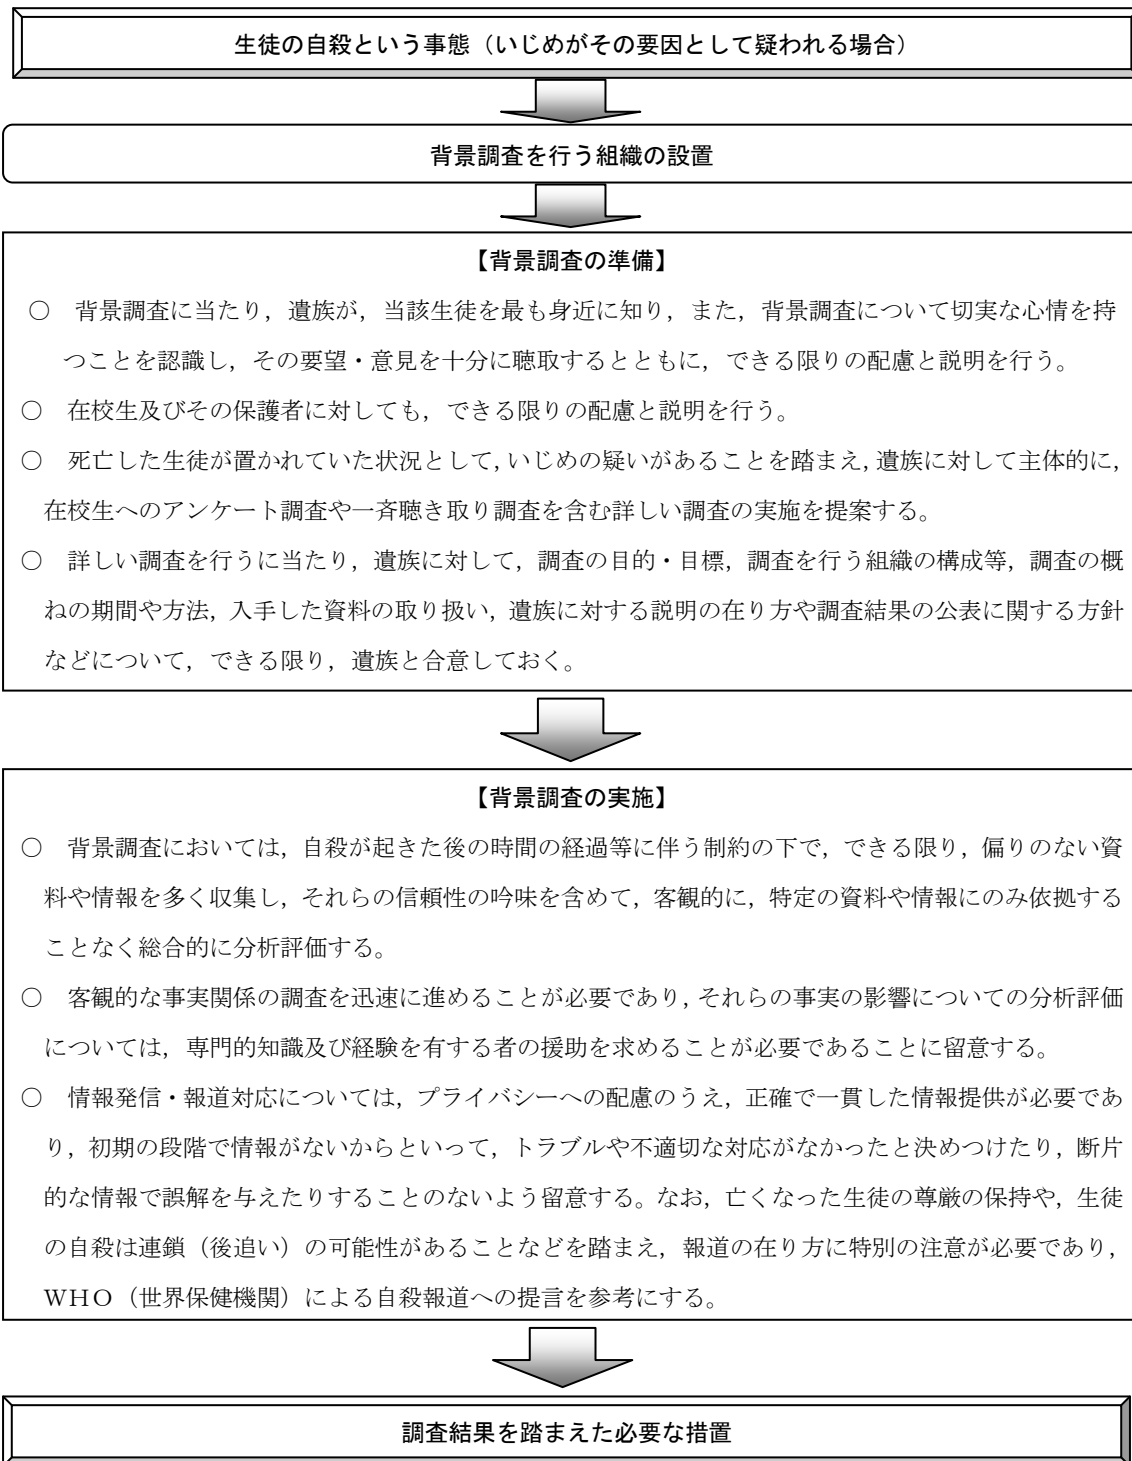 生徒の自殺という事態（いじめがその要因として疑われる場合）
背景調査を行う組織の設置
【背景調査の準備】
○　背景調査に当たり，遺族が，当該生徒を最も身近に知り，また，背景調査について切実な心情を持
つことを認識し，その要望・意見を十分に聴取するとともに，できる限りの配慮と説明を行う。
○　在校生及びその保護者に対しても，できる限りの配慮と説明を行う。
○　死亡した生徒が置かれていた状況として，いじめの疑いがあることを踏まえ，遺族に対して主体的に，
在校生へのアンケート調査や一斉聴き取り調査を含む詳しい調査の実施を提案する。
○　詳しい調査を行うに当たり，遺族に対して，調査の目的・目標，調査を行う組織の構成等，調査の概
ねの期間や方法，入手した資料の取り扱い，遺族に対する説明の在り方や調査結果の公表に関する方針
などについて，できる限り，遺族と合意しておく。
【背景調査の実施】
○　背景調査においては，自殺が起きた後の時間の経過等に伴う制約の下で，できる限り，偏りのない資
料や情報を多く収集し，それらの信頼性の吟味を含めて，客観的に，特定の資料や情報にのみ依拠する
ことなく総合的に分析評価する。
○　客観的な事実関係の調査を迅速に進めることが必要であり，それらの事実の影響についての分析評価
については，専門的知識及び経験を有する者の援助を求めることが必要であることに留意する。
○　情報発信・報道対応については，プライバシーへの配慮のうえ，正確で一貫した情報提供が必要であ
り，初期の段階で情報がないからといって，トラブルや不適切な対応がなかったと決めつけたり，断片
的な情報で誤解を与えたりすることのないよう留意する。なお，亡くなった生徒の尊厳の保持や，生徒
の自殺は連鎖（後追い）の可能性があることなどを踏まえ，報道の在り方に特別の注意が必要であり，
ＷＨＯ（世界保健機関）による自殺報道への提言を参考にする。
調査結果を踏まえた必要な措置